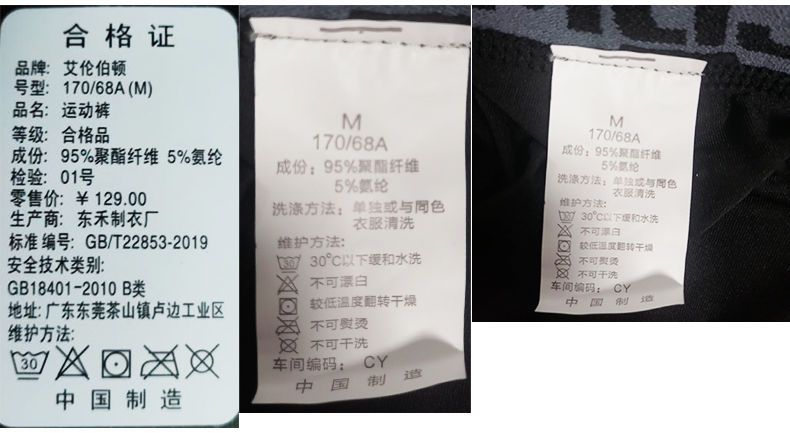 合格证
品牌: 艾伦伯顿
号型: 170/68A (M)
品名: 运动裤
等级: 合格品
成份: 95%聚酯纤维 5%氨纶
检验: 01号
零售价: ￥129.00
生产商: 东禾制衣厂
标准 编号: GB/T22853-2019
安全技术类别:
GB18401-2010 B类
地址: 广东东莞茶山镇卢边工业区
维护方法:
30
中国制造
M
170/68A
成份: 95%聚酯纤维
5%氨纶
洗涤方法: 单独或与同色
衣服清洗
维护方法:
30 30℃以下缓和水洗
不可漂白
较低温度翻转干燥
不可熨烫
不可干洗
车间编码: CY
中国制造
M
170/68A
成份: 95%聚酯纤维
5%氨纶
洗涤方法: 单独或与同色
衣服清洗
维护方法:
30 30℃以下缓和水洗
不可漂白
较低温度翻转干燥
不可熨烫
不可干洗
车间编码: CY
中国制造